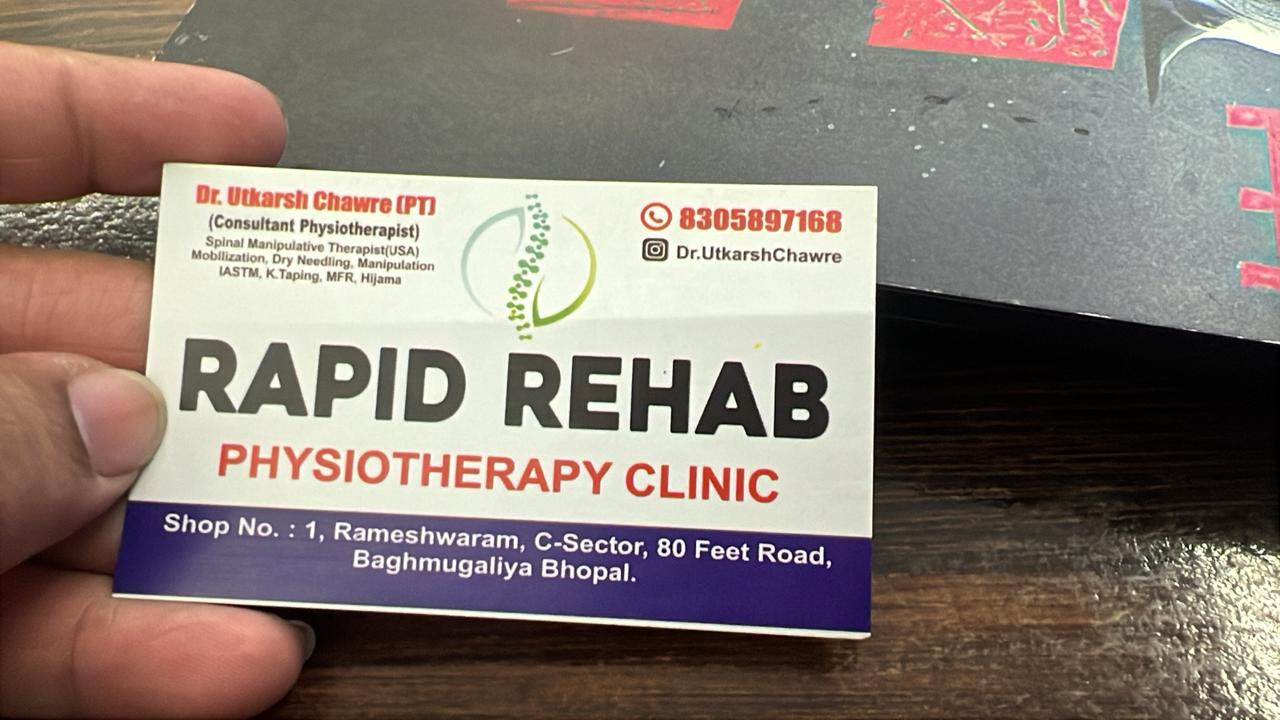 Dr. Utkarsh Chawre (PT)
(Consultant Physiotherapist)
Spinal Manipulative Therapist(USA)
Mobilization, Dry Needling, Manipulation
IASTM, K.Taping, MFR, Hijama
8305897168
Dr.UtkarshChawre
RAPID REHAB
PHYSIOTHERAPY CLINIC
Shop No. : 1, Rameshwaram, C-Sector, 80 Feet Road,
Baghmugaliya Bhopal.